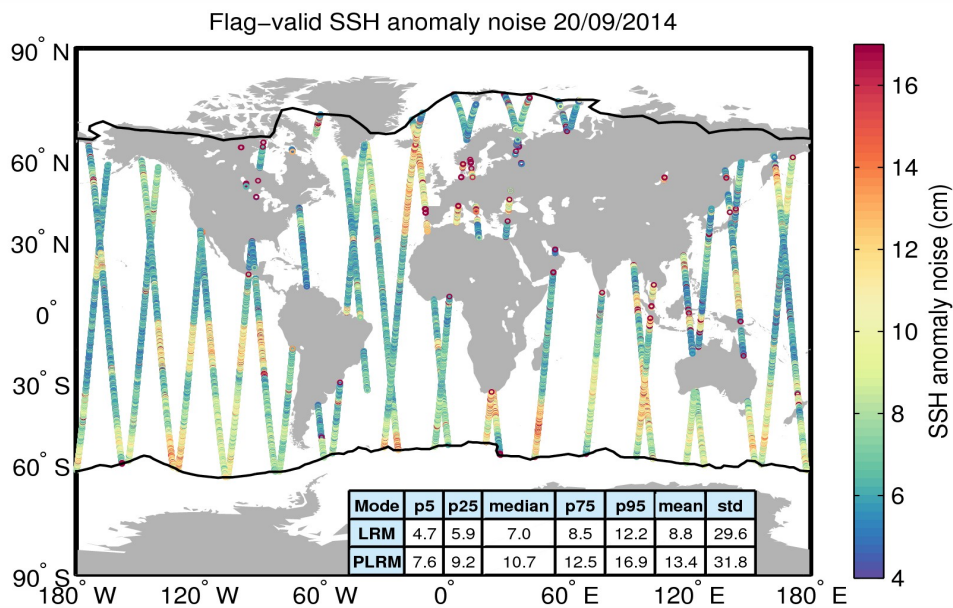 Flag−valid SSH anomaly noise 20/09/2014
90° N
60° N
30° N
0°
30° S
60° S
90° S
180° W
120° W
60° W
0°
60° E
120° E
180° E
Mode p5 p25 median p75 p95 mean std
LRM 4.7 5.9 7.0 8.5 12.2 8.8 29.6
PLRM 7.6 9.2 10.7 12.5 16.9 13.4 31.8
16
14
12
10
8
6
4
SSH anomaly noise (cm)